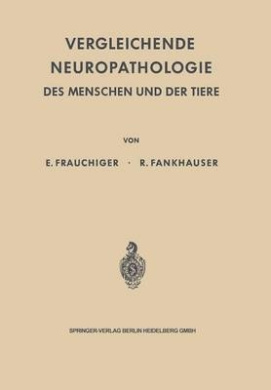 VERGLEICHENDE
NEUROPATHOLOGIE
DES MENSCHEN UND DER TIERE
VON
E. FRAUCHIGER · R. FANKHAUSER
SPRINGER-VERLAG BERLIN HEIDELBERG GMBH